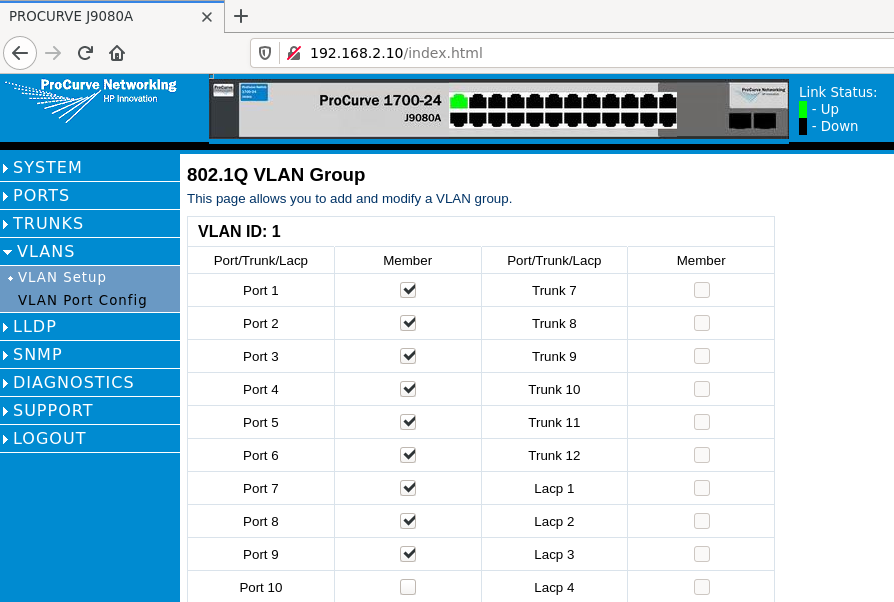 PROCURVE J9080A
192.168.2.10/index.html
ProCurve Networking
HP Innovation
ProCurve
ProCurve 1700-24
J9080A
ProCurve Networking
Link Status:
- Up
- Down
SYSTEM
PORTS
TRUNKS
VLANS
VLAN Setup
VLAN Port Config
LLDP
SNMP
DIAGNOSTICS
SUPPORT
LOGOUT
802.1Q VLAN Group
This page allows you to add and modify a VLAN group.
VLAN ID: 1
Port/Trunk/Lacp Member Port/Trunk/Lacp Member
Port 1 Trunk 7
Port 2 Trunk 8
Port 3 Trunk 9
Port 4 Trunk 10
Port 5 Trunk 11
Port 6 Trunk 12
Port 7 Lacp 1
Port 8 Lacp 2
Port 9 Lacp 3
Port 10 Lacp 4